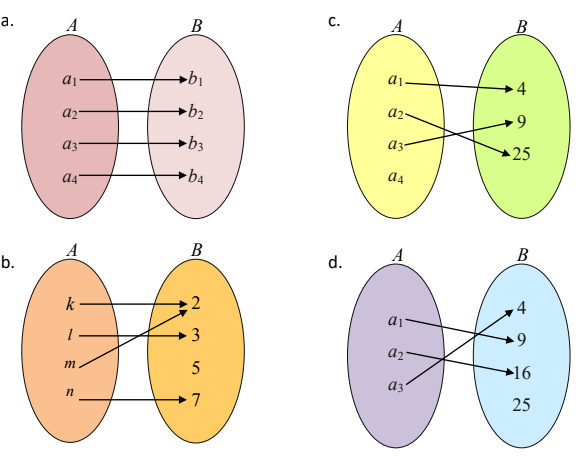 a.
A B
a1 b1
a2 b2
a3 b3
a4 b4
b.
A B
k 2
l 3
m 5
n 7
c.
A B
a1 4
a2 9
a3 25
a4
d.
A B
a1 4
a2 9
a3 16
25